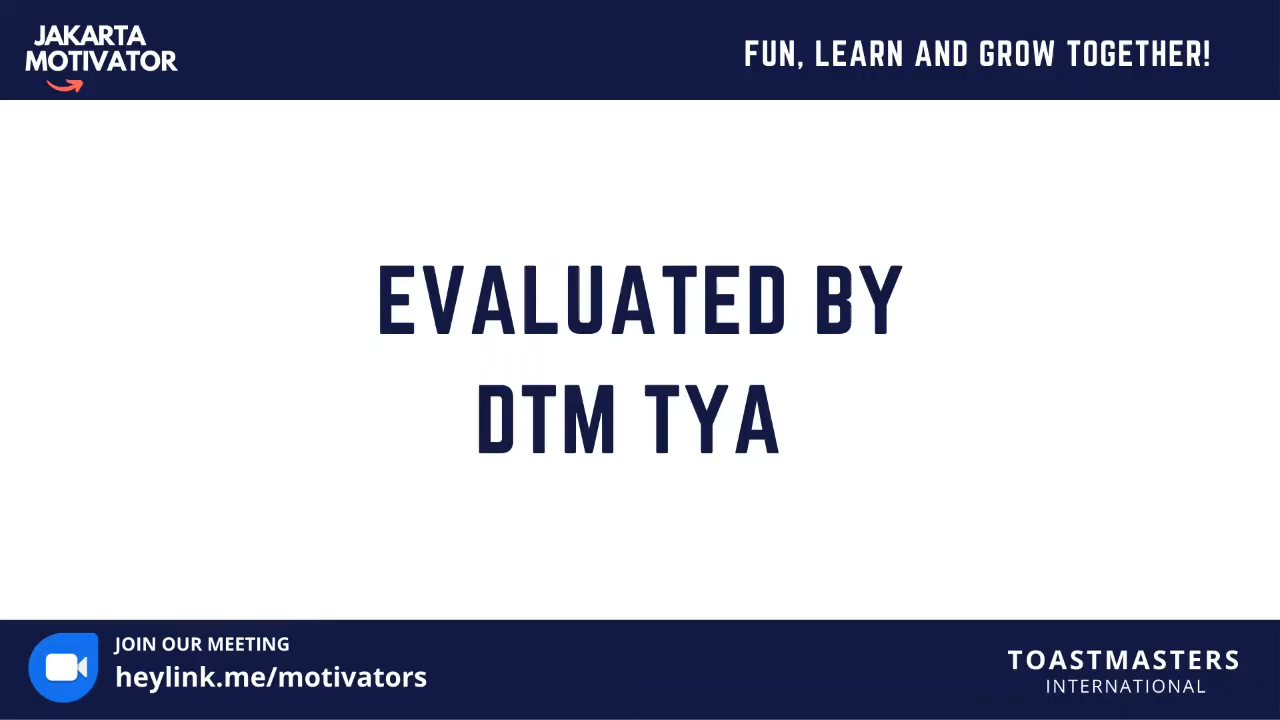 JAKARTA
MOTIVATOR
FUN, LEARN AND GROW TOGETHER!
EVALUATED BY
DTM TYA
JOIN OUR MEETING
heylink.me/motivators
TOASTMASTERS
INTERNATIONAL